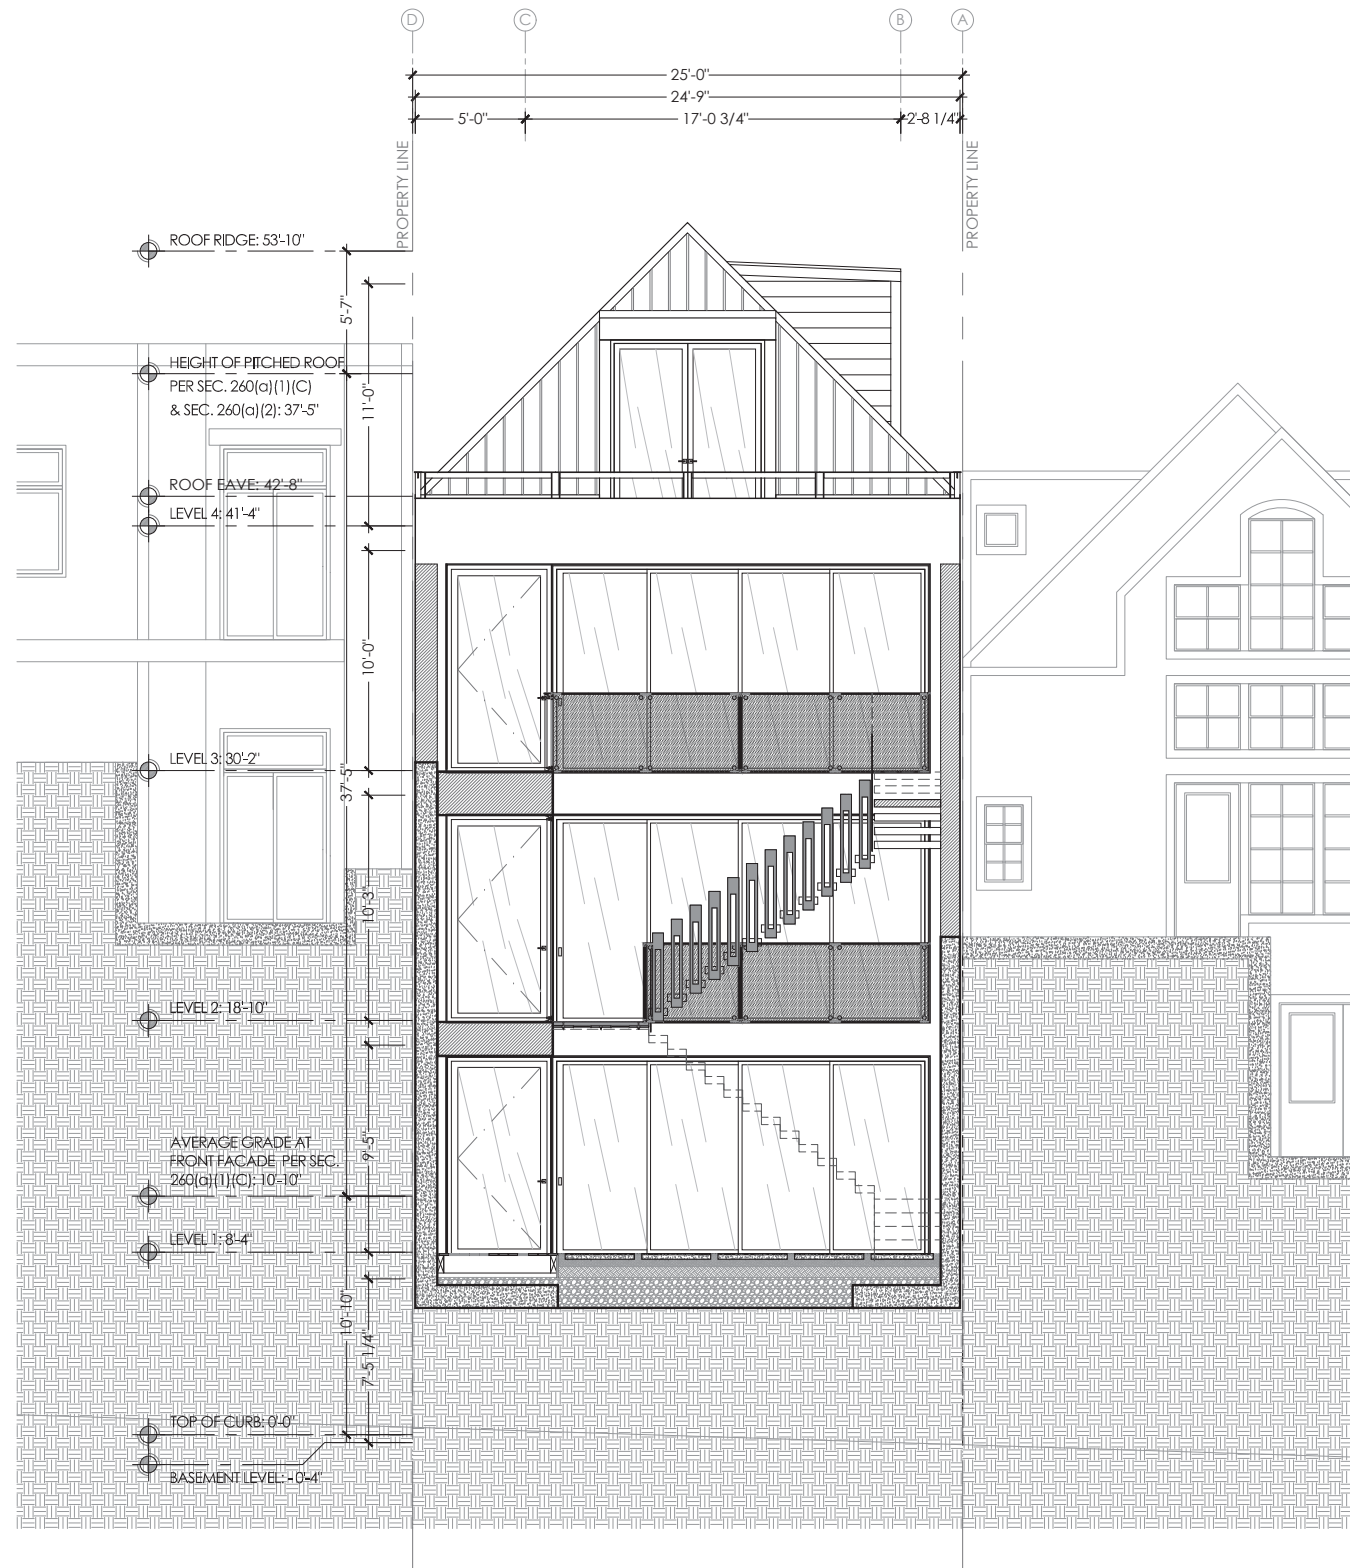 D C B A
25'-0"
24'-9"
5'-0" 17'-0 3/4" 2'-8 1/4"
PROPERTY LINE
PROPERTY LINE
ROOF RIDGE: 53'-10"
5'-7"
HEIGHT OF PITCHED ROOF
PER SEC. 260(a)(1)(C)
& SEC. 260(a)(2): 37'-5"
11'-0"
ROOF EAVE: 42'-8"
LEVEL 4: 41'-4"
10'-0"
LEVEL 3: 30'-2"
37'-5"
10'-3"
LEVEL 2: 18'-10"
AVERAGE GRADE AT
FRONT FACADE PER SEC.
260(a)(1)(C): 10'-10"
9'-5"
LEVEL 1: 8'-4"
10'-10"
7'-5 1/4"
TOP OF CURB: 0'-0"
BASEMENT LEVEL: - 0'-4"